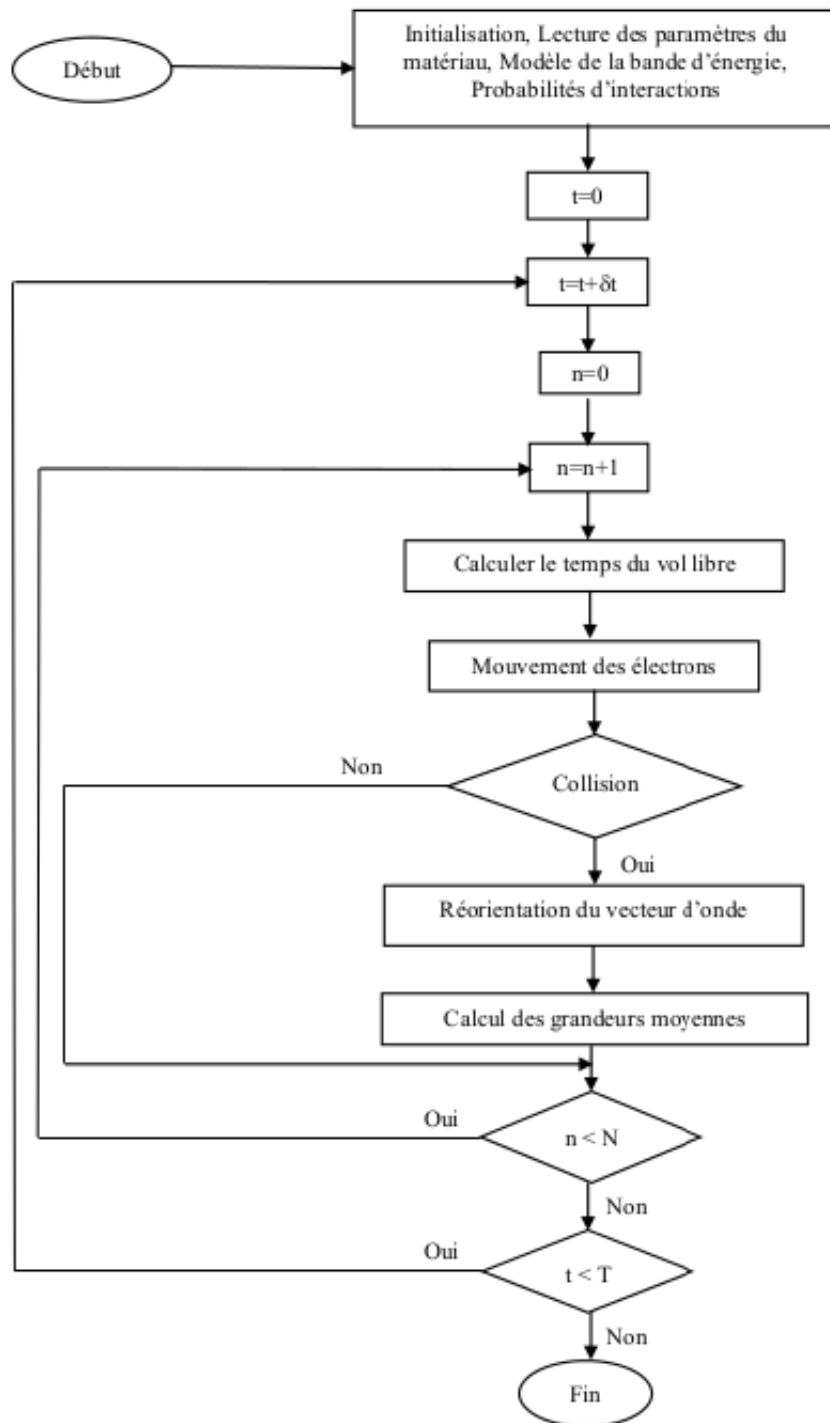 Début
Initialisation, Lecture des paramètres du
matériau, Modèle de la bande d'énergie,
Probabilités d'interactions
t=0
t=t+δt
n=0
n=n+1
Calculer le temps du vol libre
Mouvement des électrons
Non
Collision
Oui
Réorientation du vecteur d'onde
Calcul des grandeurs moyennes
Oui
n < N
Non
Oui
t < T
Non
Fin